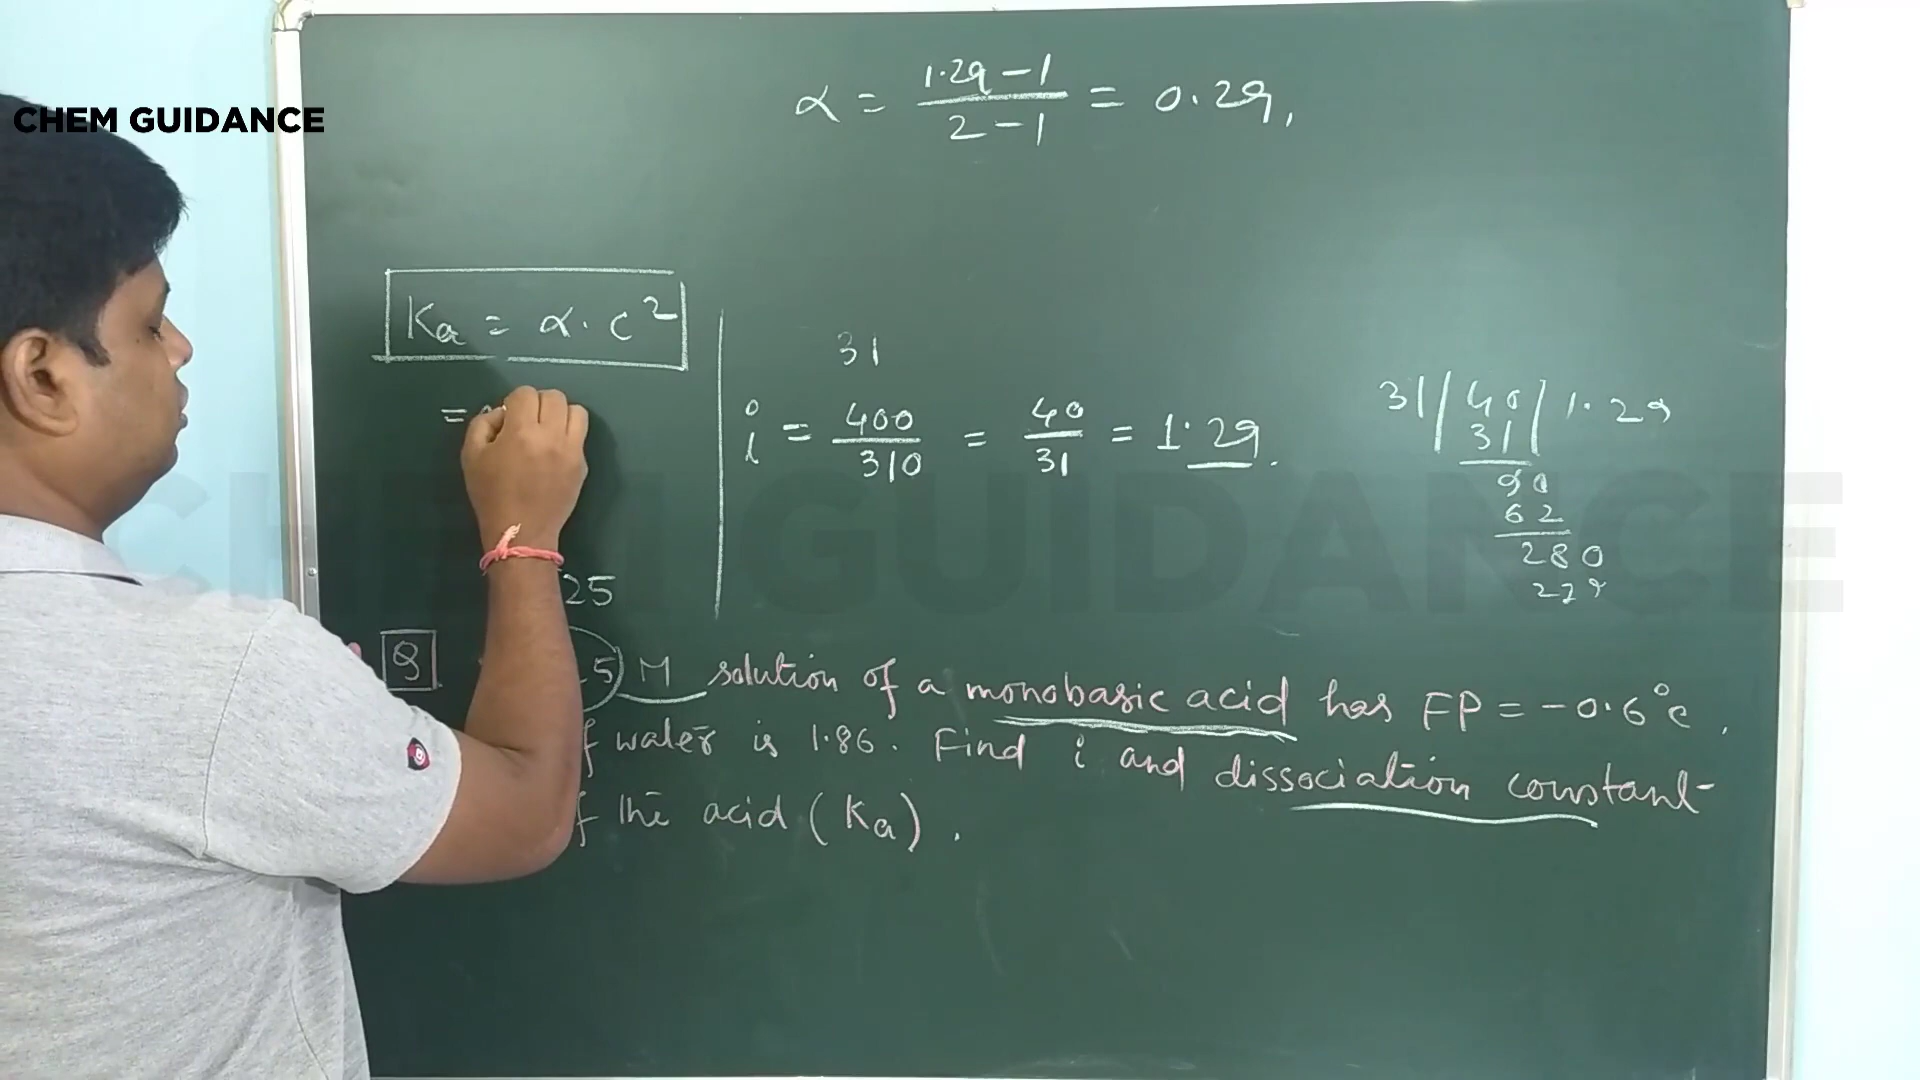 CHEM GUIDANCE
α = 1.29 - 1 / 2 - 1 = 0.29,
Ka = α . c²
=
31
i = 400 / 310 = 40 / 31 = 1.29.
31 / 40 / 1.29
31
90
62
280
279
25
CHEM GUIDANCE
Q 5) M solution of a monobasic acid has FP = -0.6°c.
f water is 1.86. Find i and dissociation constant
f the acid (Ka).